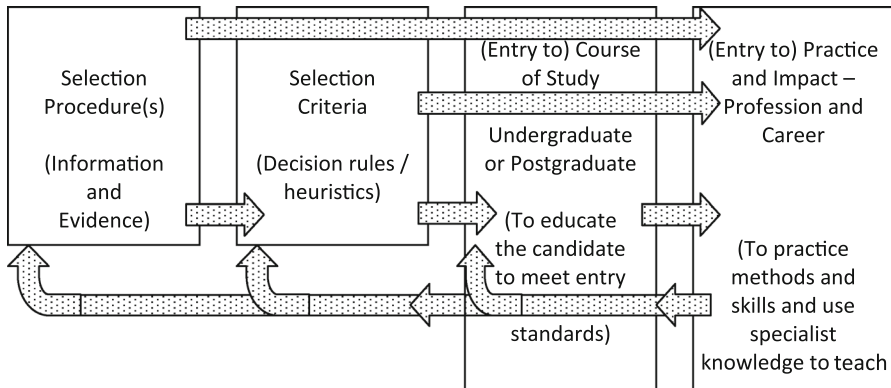 Selection
Procedure(s)
(Information
and
Evidence)
Selection
Criteria
(Decision rules /
heuristics)
(Entry to) Course
of Study
Undergraduate
or Postgraduate
(To educate
the candidate
to meet entry
standards)
(Entry to) Practice
and Impact –
Profession and
Career
(To practice
methods and
skills and use
specialist
knowledge to teach